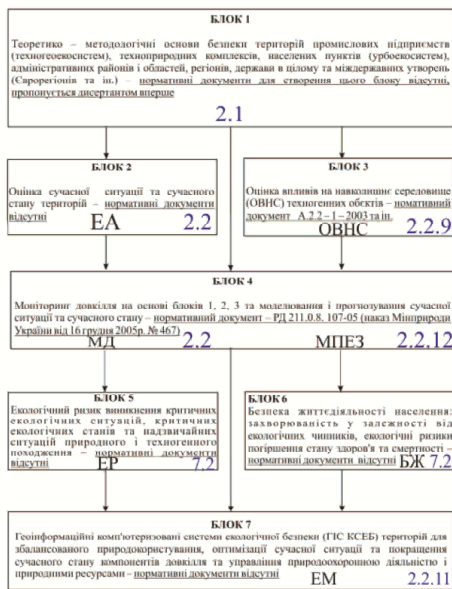 БЛОК 1
Теоретико – методологічні основи безпеки територій промислових підприємств
(техногеоекосистем), техноприродних комплексів, населених пунктів (урбоекосистем),
адміністративних районів і областей, регіонів, держави в цілому та міждержавних утворень
(Єврорегіонів та ін.) – нормативні документи для створення цього блоку відсутні,
пропонується дисертантом вперше
2.1
БЛОК 2
Оцінка сучасної ситуації та сучасного
стану територій – нормативні документи
відсутні
ЕА 2.2
БЛОК 3
Оцінка впливів на навколишнє середовище
(ОВНС) техногенних обєктів – номативний
документ А.2.2 – 1 – 2003 та ін.
ОВНС 2.2.9
БЛОК 4
Моніторинг довкілля на основі блоків 1, 2, 3 та моделювання і прогнозування сучасної
ситуації та сучасного стану – нормативний документ – РД 211.0.8. 107-05 (наказ Мінприроди
України від 16 грудня 2005р. № 467)
МД 2.2 МПЕЗ 2.2.12
БЛОК 5
Екологічний ризик виникнення критичних
екологічних ситуацій, критичних
екологічних станів та надзвичайних
ситуацій природного і техногенного
походження – нормативні документи
відсутні
ЕР 7.2
БЛОК 6
Безпека життєдіяльності населення:
захворюваність у залежності від
екологічних чинників, екологічні ризики
погіршення стану здоров'я та смертності –
нормативні документи відсутні БЖ 7.2
БЛОК 7
Геоінформаційні комп'ютеризовані системи екологічної безпеки (ГІС КСЕБ) територій для
збалансованого природокористування, оптимізації сучасної ситуації та покращення
сучасного стану компонентів довкілля та управління природоохоронною діяльністю і
природними ресурсами – нормативні документи відсутні
ЕМ 2.2.11